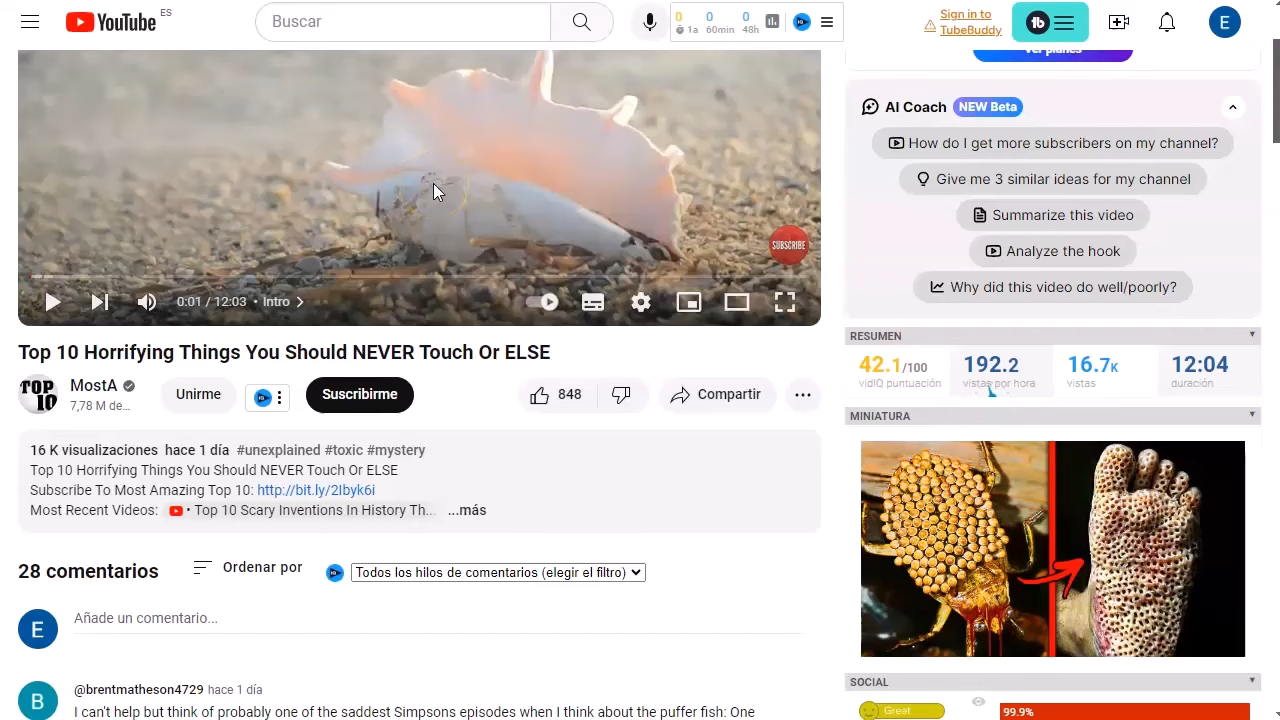 YouTube ES
Buscar
0 0 0
1a 60min 48h
Sign in to
TubeBuddy
E
Ver planes
AI Coach NEW Beta
How do I get more subscribers on my channel?
Give me 3 similar ideas for my channel
Summarize this video
Analyze the hook
Why did this video do well/poorly?
SUBSCRIBE
0:01 / 12:03 • Intro
Top 10 Horrifying Things You Should NEVER Touch Or ELSE
TOP 10
MostA
7,78 M de...
Unirme
Suscribirme
848
Compartir
16 K visualizaciones hace 1 día #unexplained #toxic #mystery
Top 10 Horrifying Things You Should NEVER Touch Or ELSE
Subscribe To Most Amazing Top 10: http://bit.ly/2Ibyk6i
Most Recent Videos: • Top 10 Scary Inventions In History Th... ...más
28 comentarios
Ordenar por
Todos los hilos de comentarios (elegir el filtro)
E
Añade un comentario...
B
@brentmatheson4729 hace 1 día
I can't help but think of probably one of the saddest Simpsons episodes when I think about the puffer fish: One
RESUMEN
42.1/100
vidIQ puntuación
192.2
vistas por hora
16.7K
vistas
12:04
duración
MINIATURA
SOCIAL
Great
99.9%